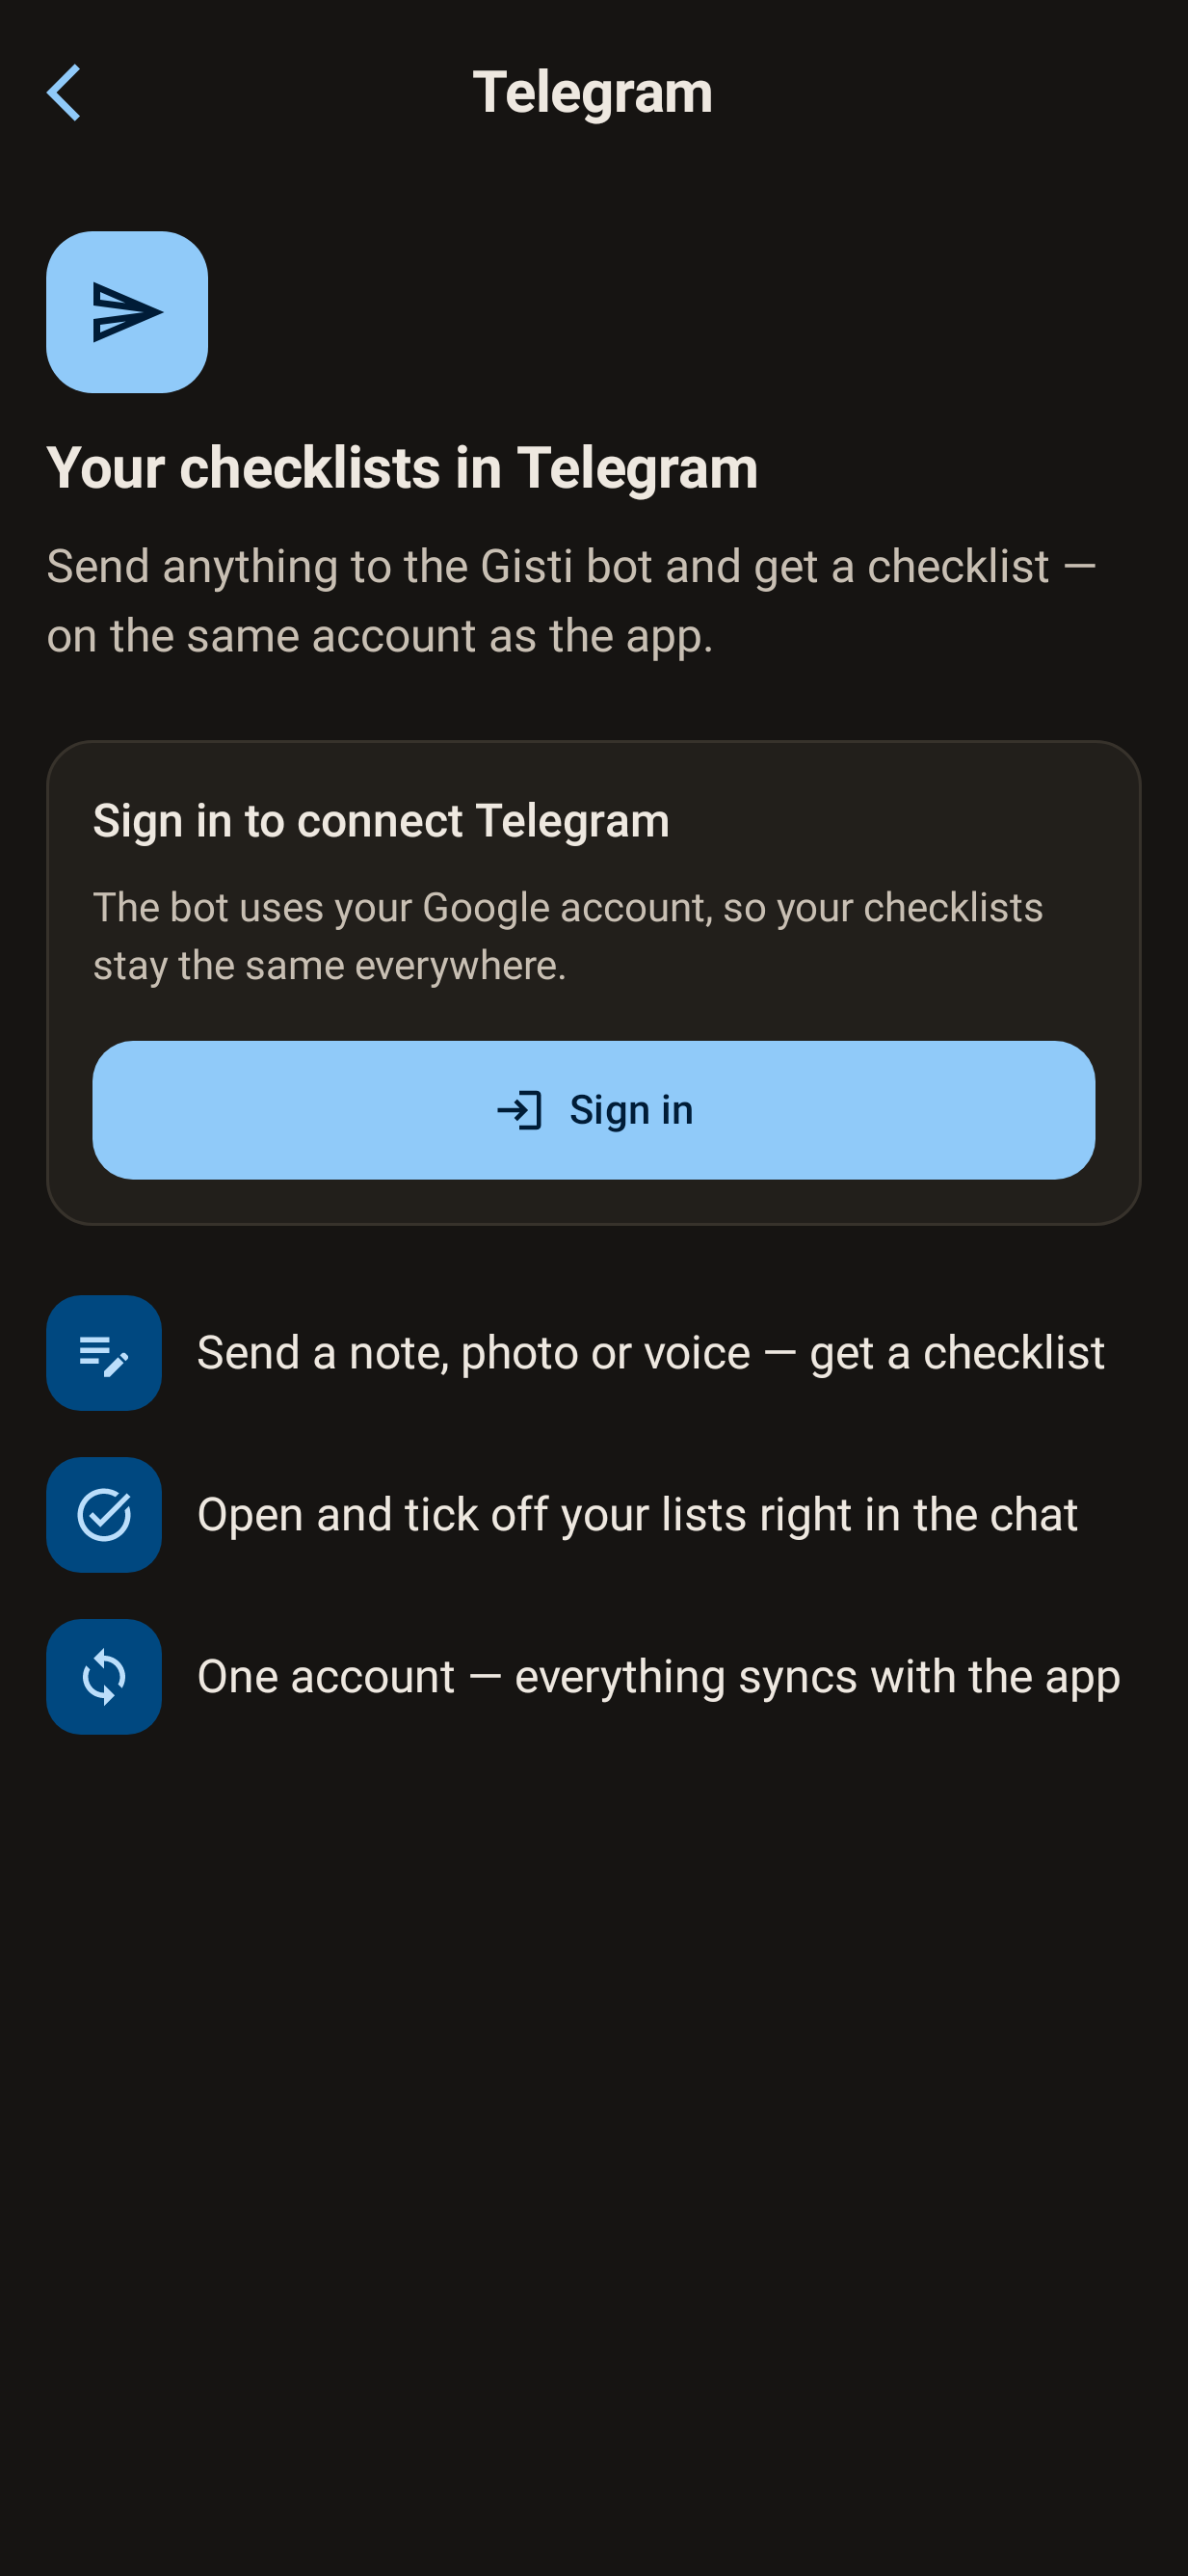 Telegram
Your checklists in Telegram
Send anything to the Gisti bot and get a checklist —
on the same account as the app.
Sign in to connect Telegram
The bot uses your Google account, so your checklists
stay the same everywhere.
Sign in
Send a note, photo or voice — get a checklist
Open and tick off your lists right in the chat
One account — everything syncs with the app